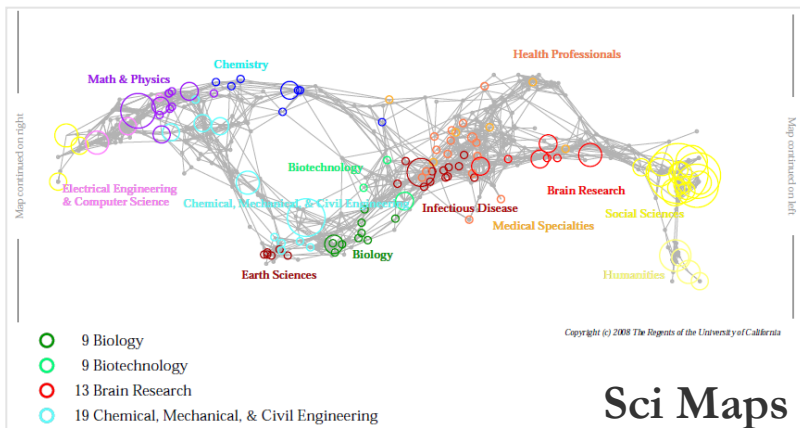 Health Professionals
Chemistry
Math & Physics
Map continued on right
Map continued on left
Biotechnology
Electrical Engineering
& Computer Science
Chemical, Mechanical, & Civil Engineering
Brain Research
Infectious Disease
Social Sciences
Medical Specialties
Biology
Earth Sciences
Humanities
Copyright (c) 2008 The Regents of the University of California
9 Biology
9 Biotechnology
13 Brain Research
19 Chemical, Mechanical, & Civil Engineering
Sci Maps